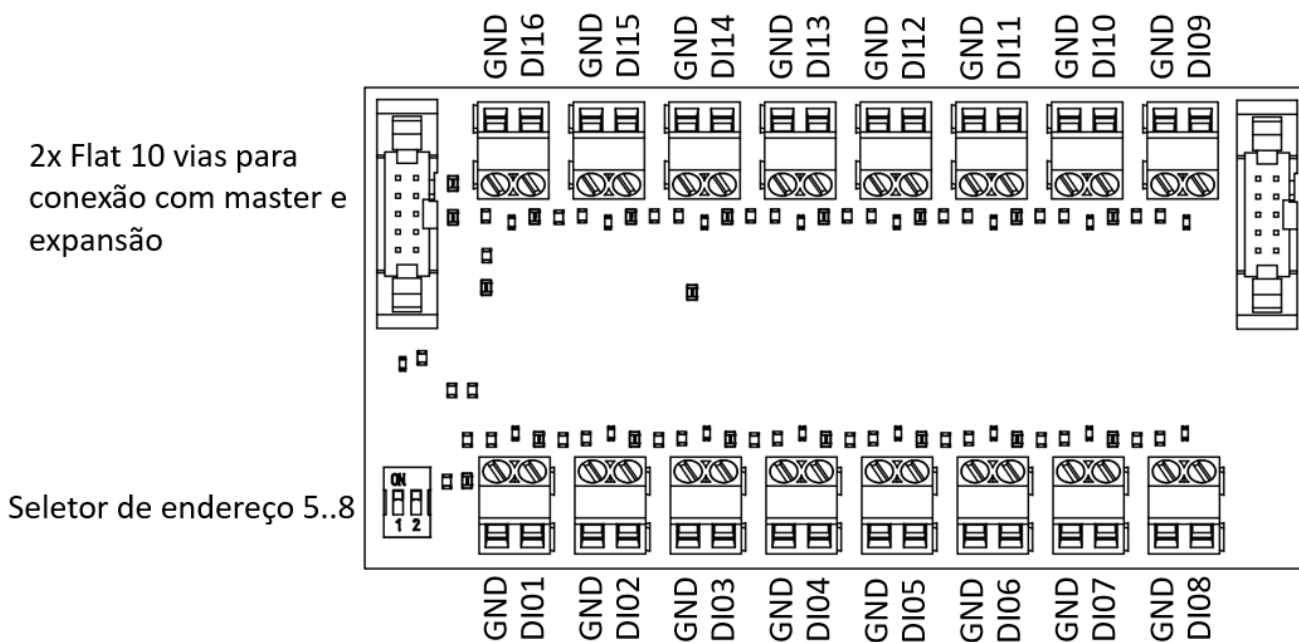 GND DI16 GND DI15 GND DI14 GND DI13 GND DI12 GND DI11 GND DI10 GND DI09
2x Flat 10 vias para
conexão com master e
expansão
Seletor de endereço 5..8
ON
1 2
GND DI01 GND DI02 GND DI03 GND DI04 GND DI05 GND DI06 GND DI07 GND DI08